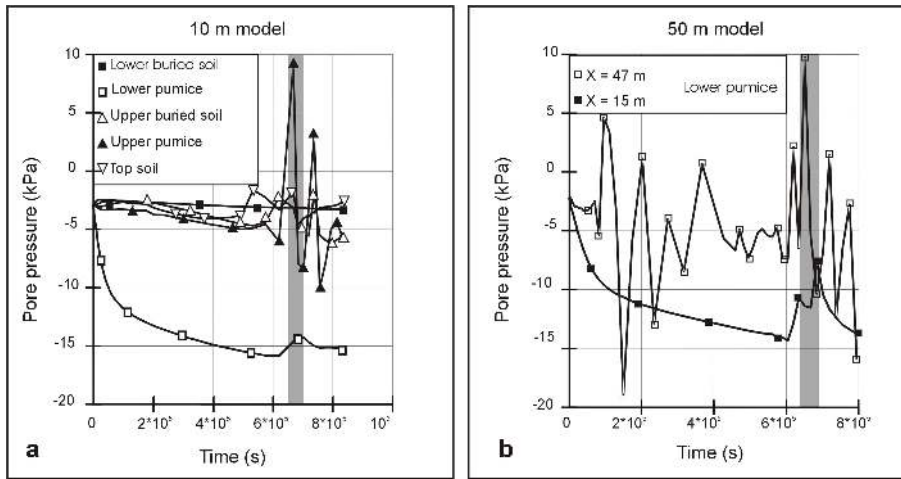 10 m model
Lower buried soil
Lower pumice
Upper buried soil
Upper pumice
Top soil
Pore pressure (kPa)
10
5
0
-5
-10
-15
-20
0
Time (s)
a
50 m model
X = 47 m
X = 15 m
Lower pumice
Pore pressure (kPa)
10
5
0
-5
-10
-15
-20
0
Time (s)
b